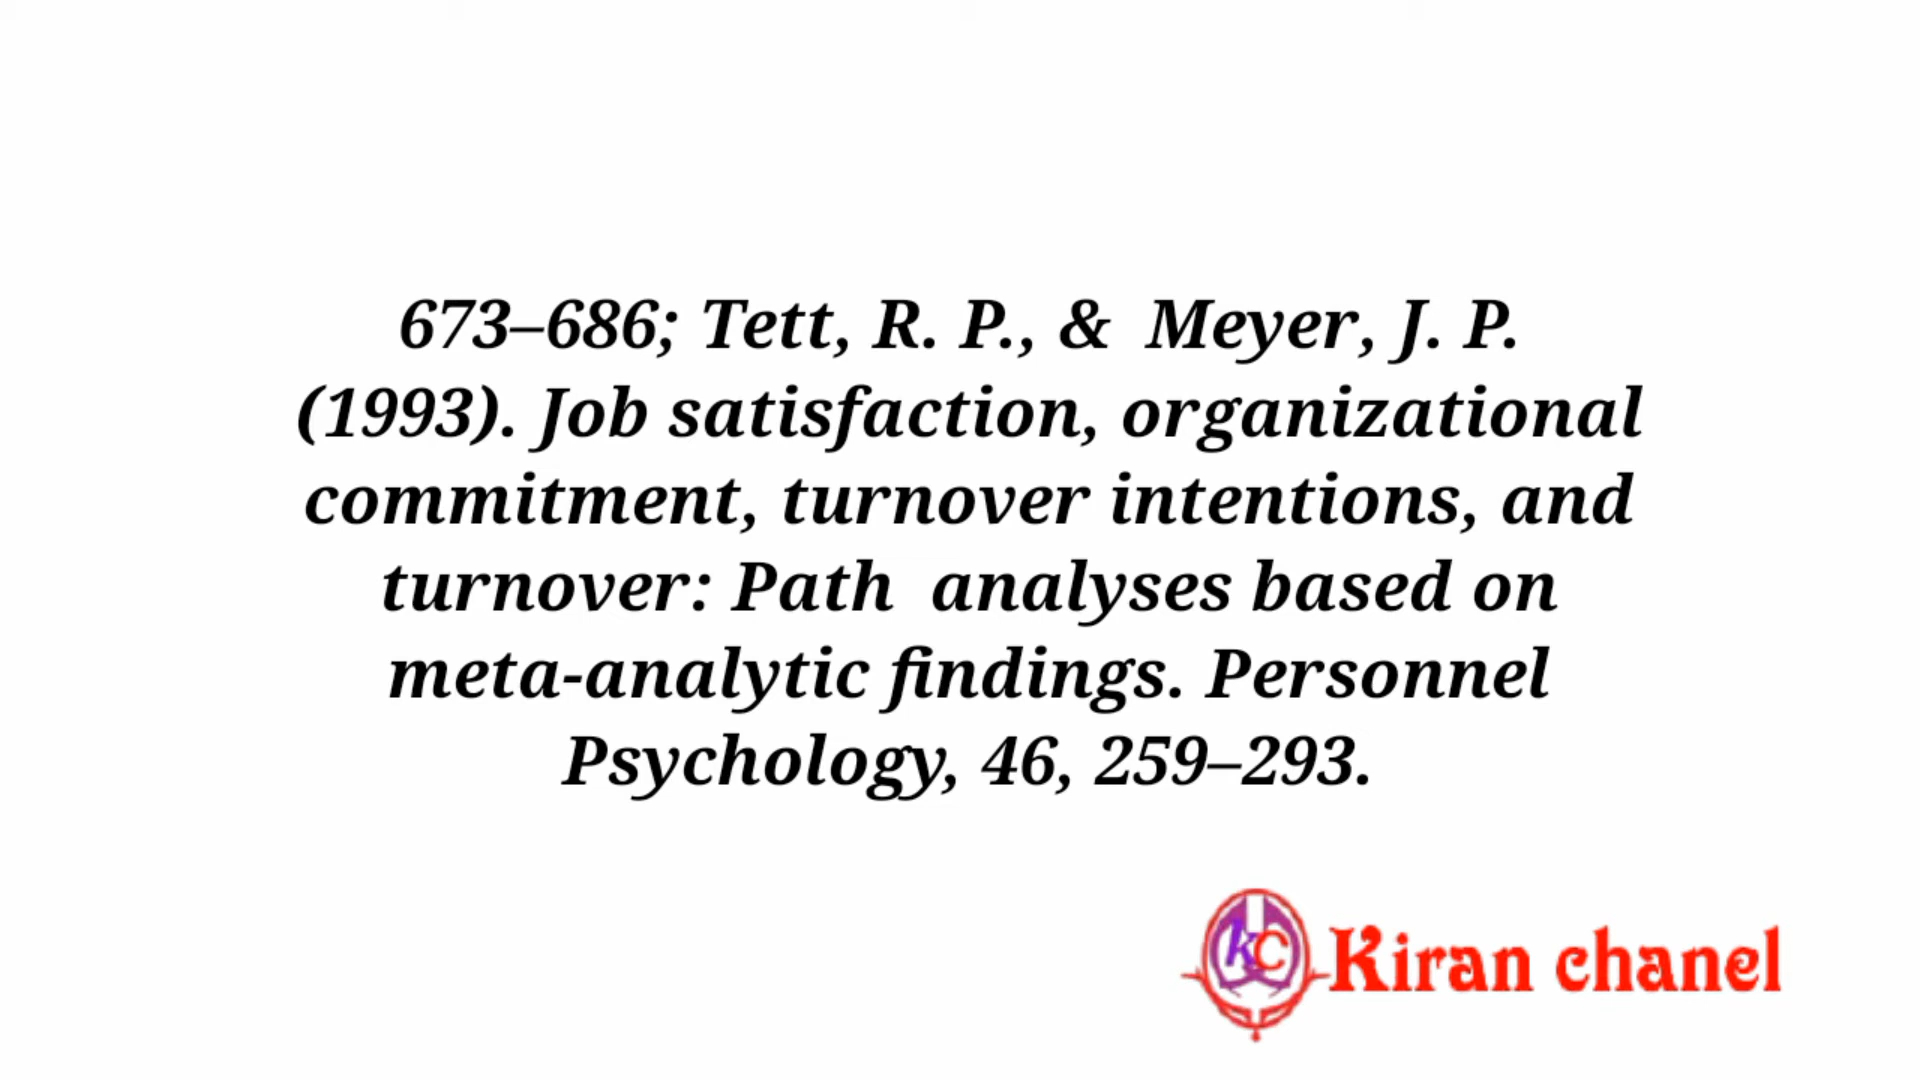 673–686; Tett, R. P., & Meyer, J. P.
(1993). Job satisfaction, organizational
commitment, turnover intentions, and
turnover: Path analyses based on
meta-analytic findings. Personnel
Psychology, 46, 259–293.
KC Kiran chanel